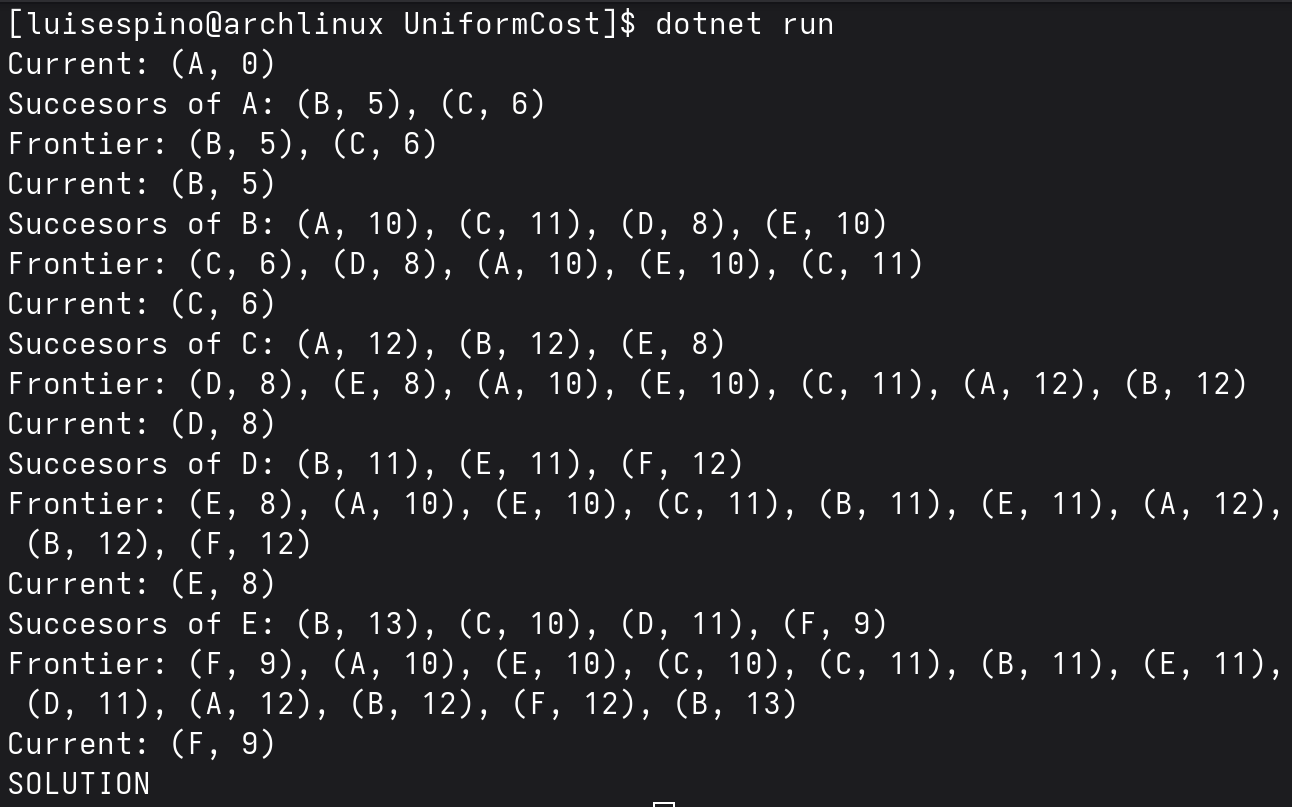 [luisespino@archlinux UniformCost]$ dotnet run
Current: (A, 0)
Succesors of A: (B, 5), (C, 6)
Frontier: (B, 5), (C, 6)
Current: (B, 5)
Succesors of B: (A, 10), (C, 11), (D, 8), (E, 10)
Frontier: (C, 6), (D, 8), (A, 10), (E, 10), (C, 11)
Current: (C, 6)
Succesors of C: (A, 12), (B, 12), (E, 8)
Frontier: (D, 8), (E, 8), (A, 10), (E, 10), (C, 11), (A, 12), (B, 12)
Current: (D, 8)
Succesors of D: (B, 11), (E, 11), (F, 12)
Frontier: (E, 8), (A, 10), (E, 10), (C, 11), (B, 11), (E, 11), (A, 12),
 (B, 12), (F, 12)
Current: (E, 8)
Succesors of E: (B, 13), (C, 10), (D, 11), (F, 9)
Frontier: (F, 9), (A, 10), (E, 10), (C, 10), (C, 11), (B, 11), (E, 11),
 (D, 11), (A, 12), (B, 12), (F, 12), (B, 13)
Current: (F, 9)
SOLUTION